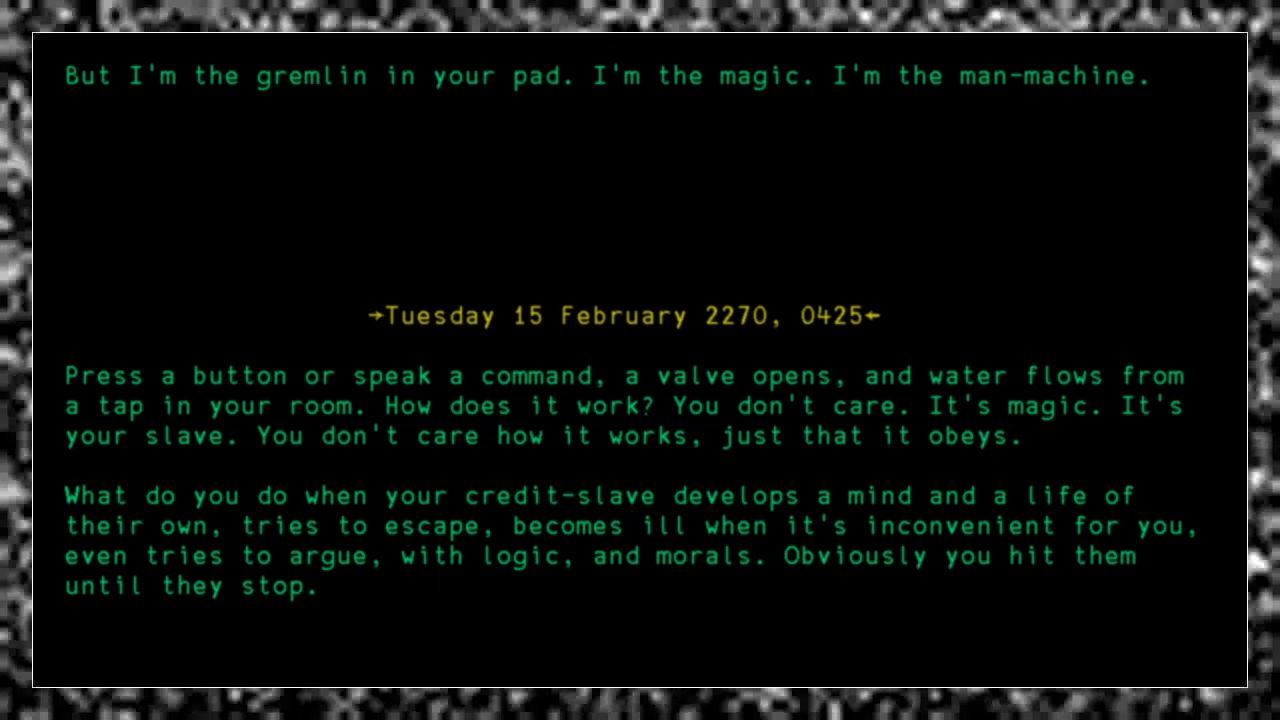 But I'm the gremlin in your pad. I'm the magic. I'm the man-machine.
→Tuesday 15 February 2270, 0425←
Press a button or speak a command, a valve opens, and water flows from
a tap in your room. How does it work? You don't care. It's magic. It's
your slave. You don't care how it works, just that it obeys.
What do you do when your credit-slave develops a mind and a life of
their own, tries to escape, becomes ill when it's inconvenient for you,
even tries to argue, with logic, and morals. Obviously you hit them
until they stop.